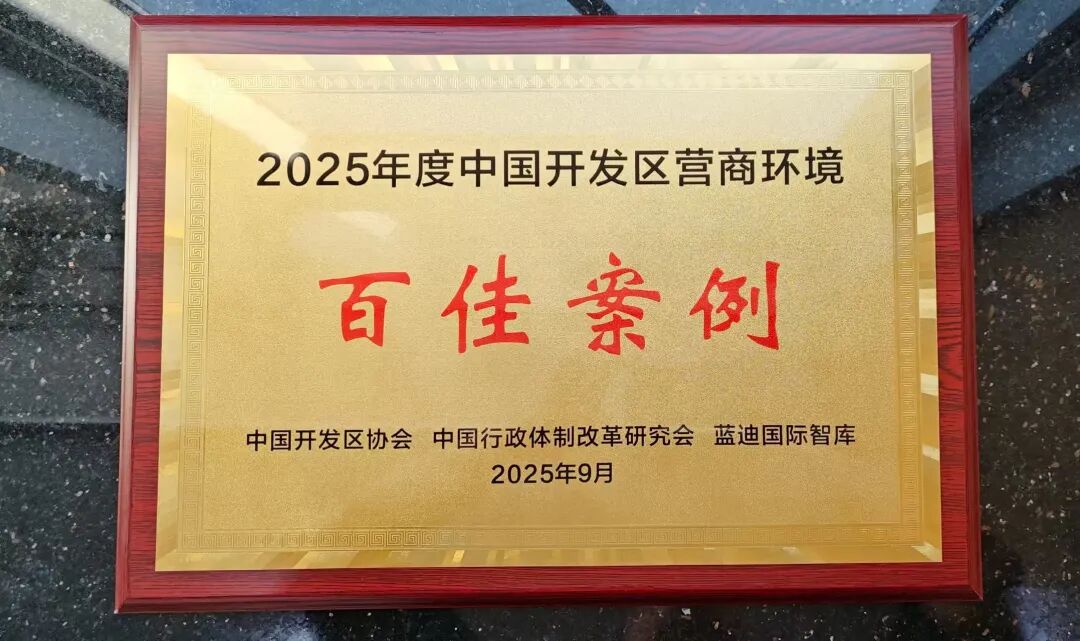 2025年度中国开发区营商环境
百佳案例
中国开发区协会 中国行政体制改革研究会 蓝迪国际智库
2025年9月